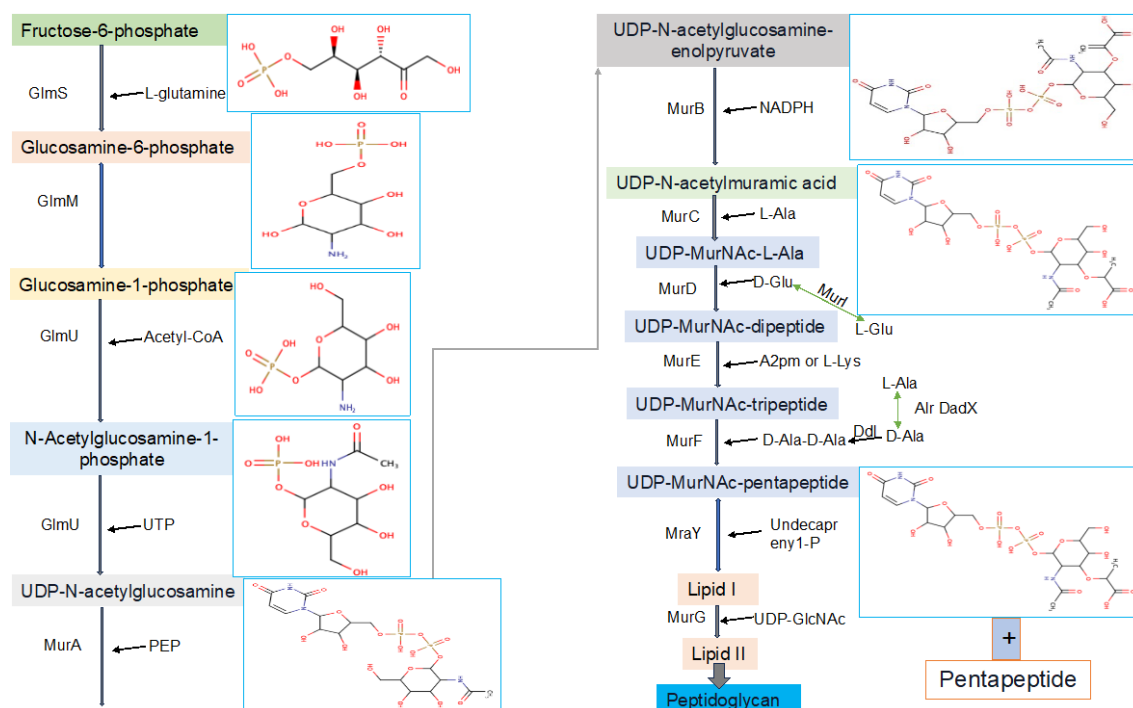 Fructose-6-phosphate
GlmS
L-glutamine
Glucosamine-6-phosphate
GlmM
Glucosamine-1-phosphate
GlmU
Acetyl-CoA
N-Acetylglucosamine-1-
phosphate
GlmU
UTP
UDP-N-acetylglucosamine
MurA
PEP
UDP-N-acetylglucosamine-
enolpyruvate
MurB
NADPH
UDP-N-acetylmuramic acid
MurC
L-Ala
UDP-MurNAc-L-Ala
MurD
D-Glu
MurI
L-Glu
UDP-MurNAc-dipeptide
MurE
A2pm or L-Lys
L-Ala
Alr DadX
UDP-MurNAc-tripeptide
MurF
D-Ala-D-Ala
Ddl
D-Ala
UDP-MurNAc-pentapeptide
MraY
Undecapr
eny1-P
Lipid I
MurG
UDP-GlcNAc
Lipid II
Peptidoglycan
+
Pentapeptide